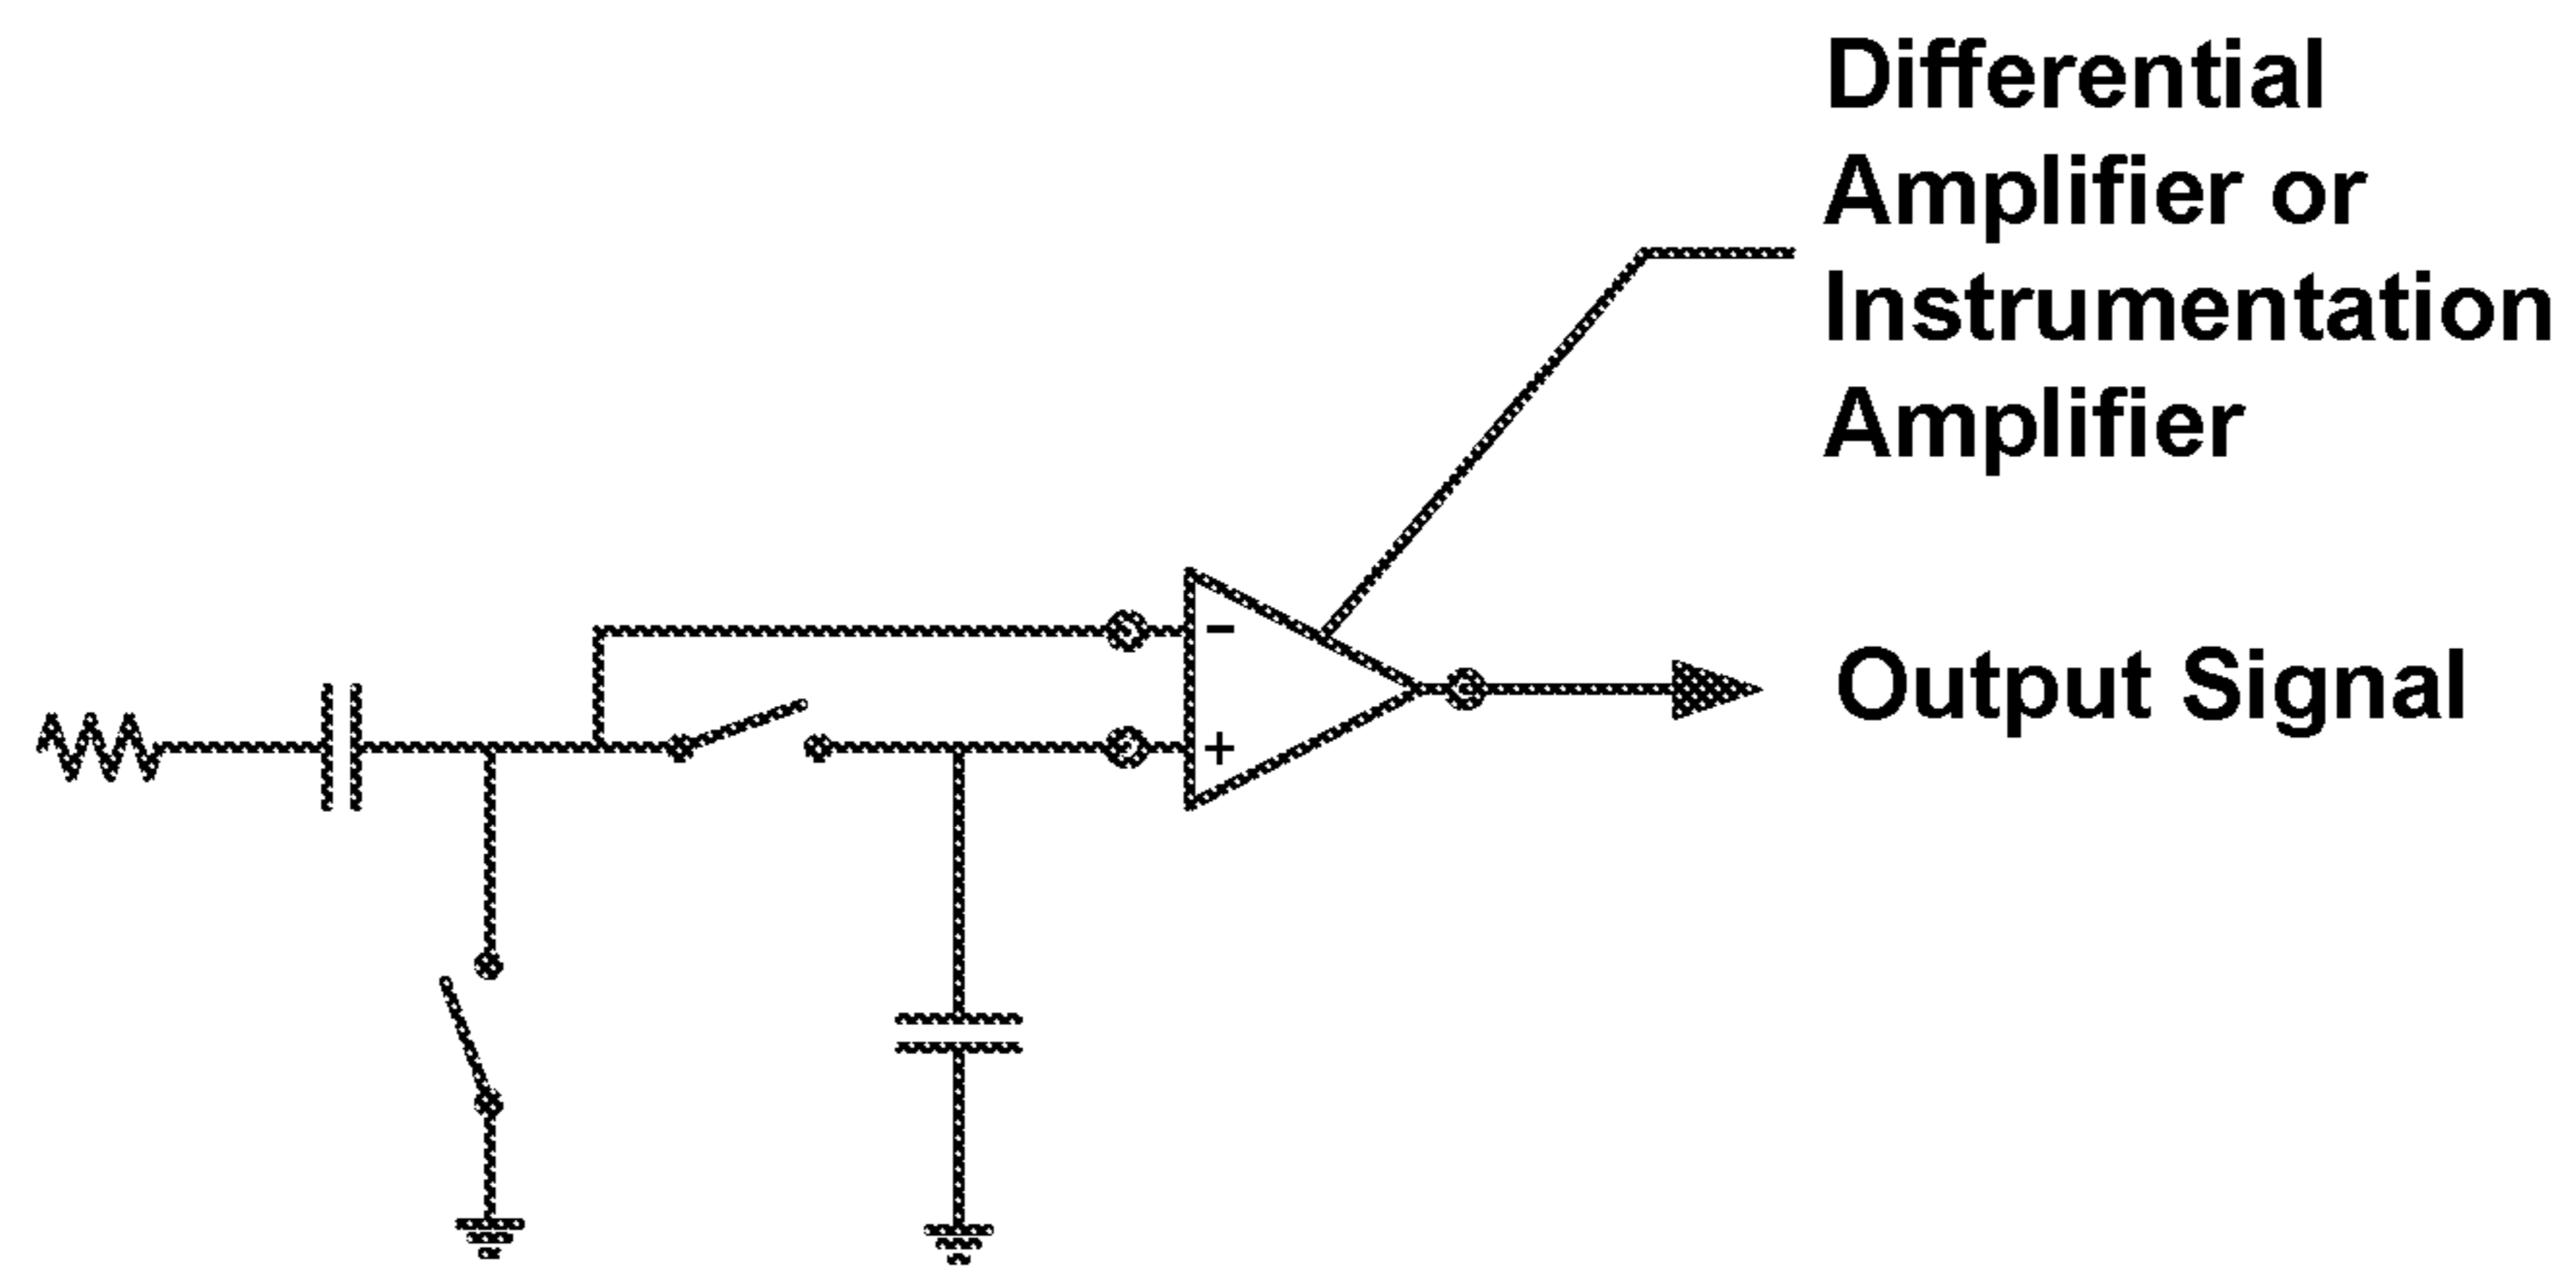 Differential
Amplifier or
Instrumentation
Amplifier
-
+
Output Signal